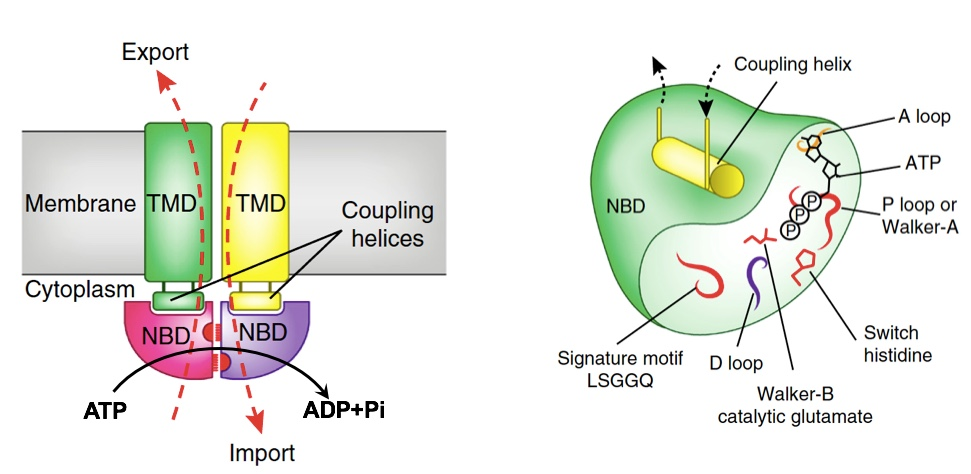 Export
Membrane
TMD
TMD
Coupling
helices
Cytoplasm
NBD
NBD
ATP
ADP+Pi
Import
Coupling helix
A loop
ATP
NBD
P loop or
Walker-A
P
P
P
Switch
histidine
Signature motif
LSGGQ
D loop
Walker-B
catalytic glutamate